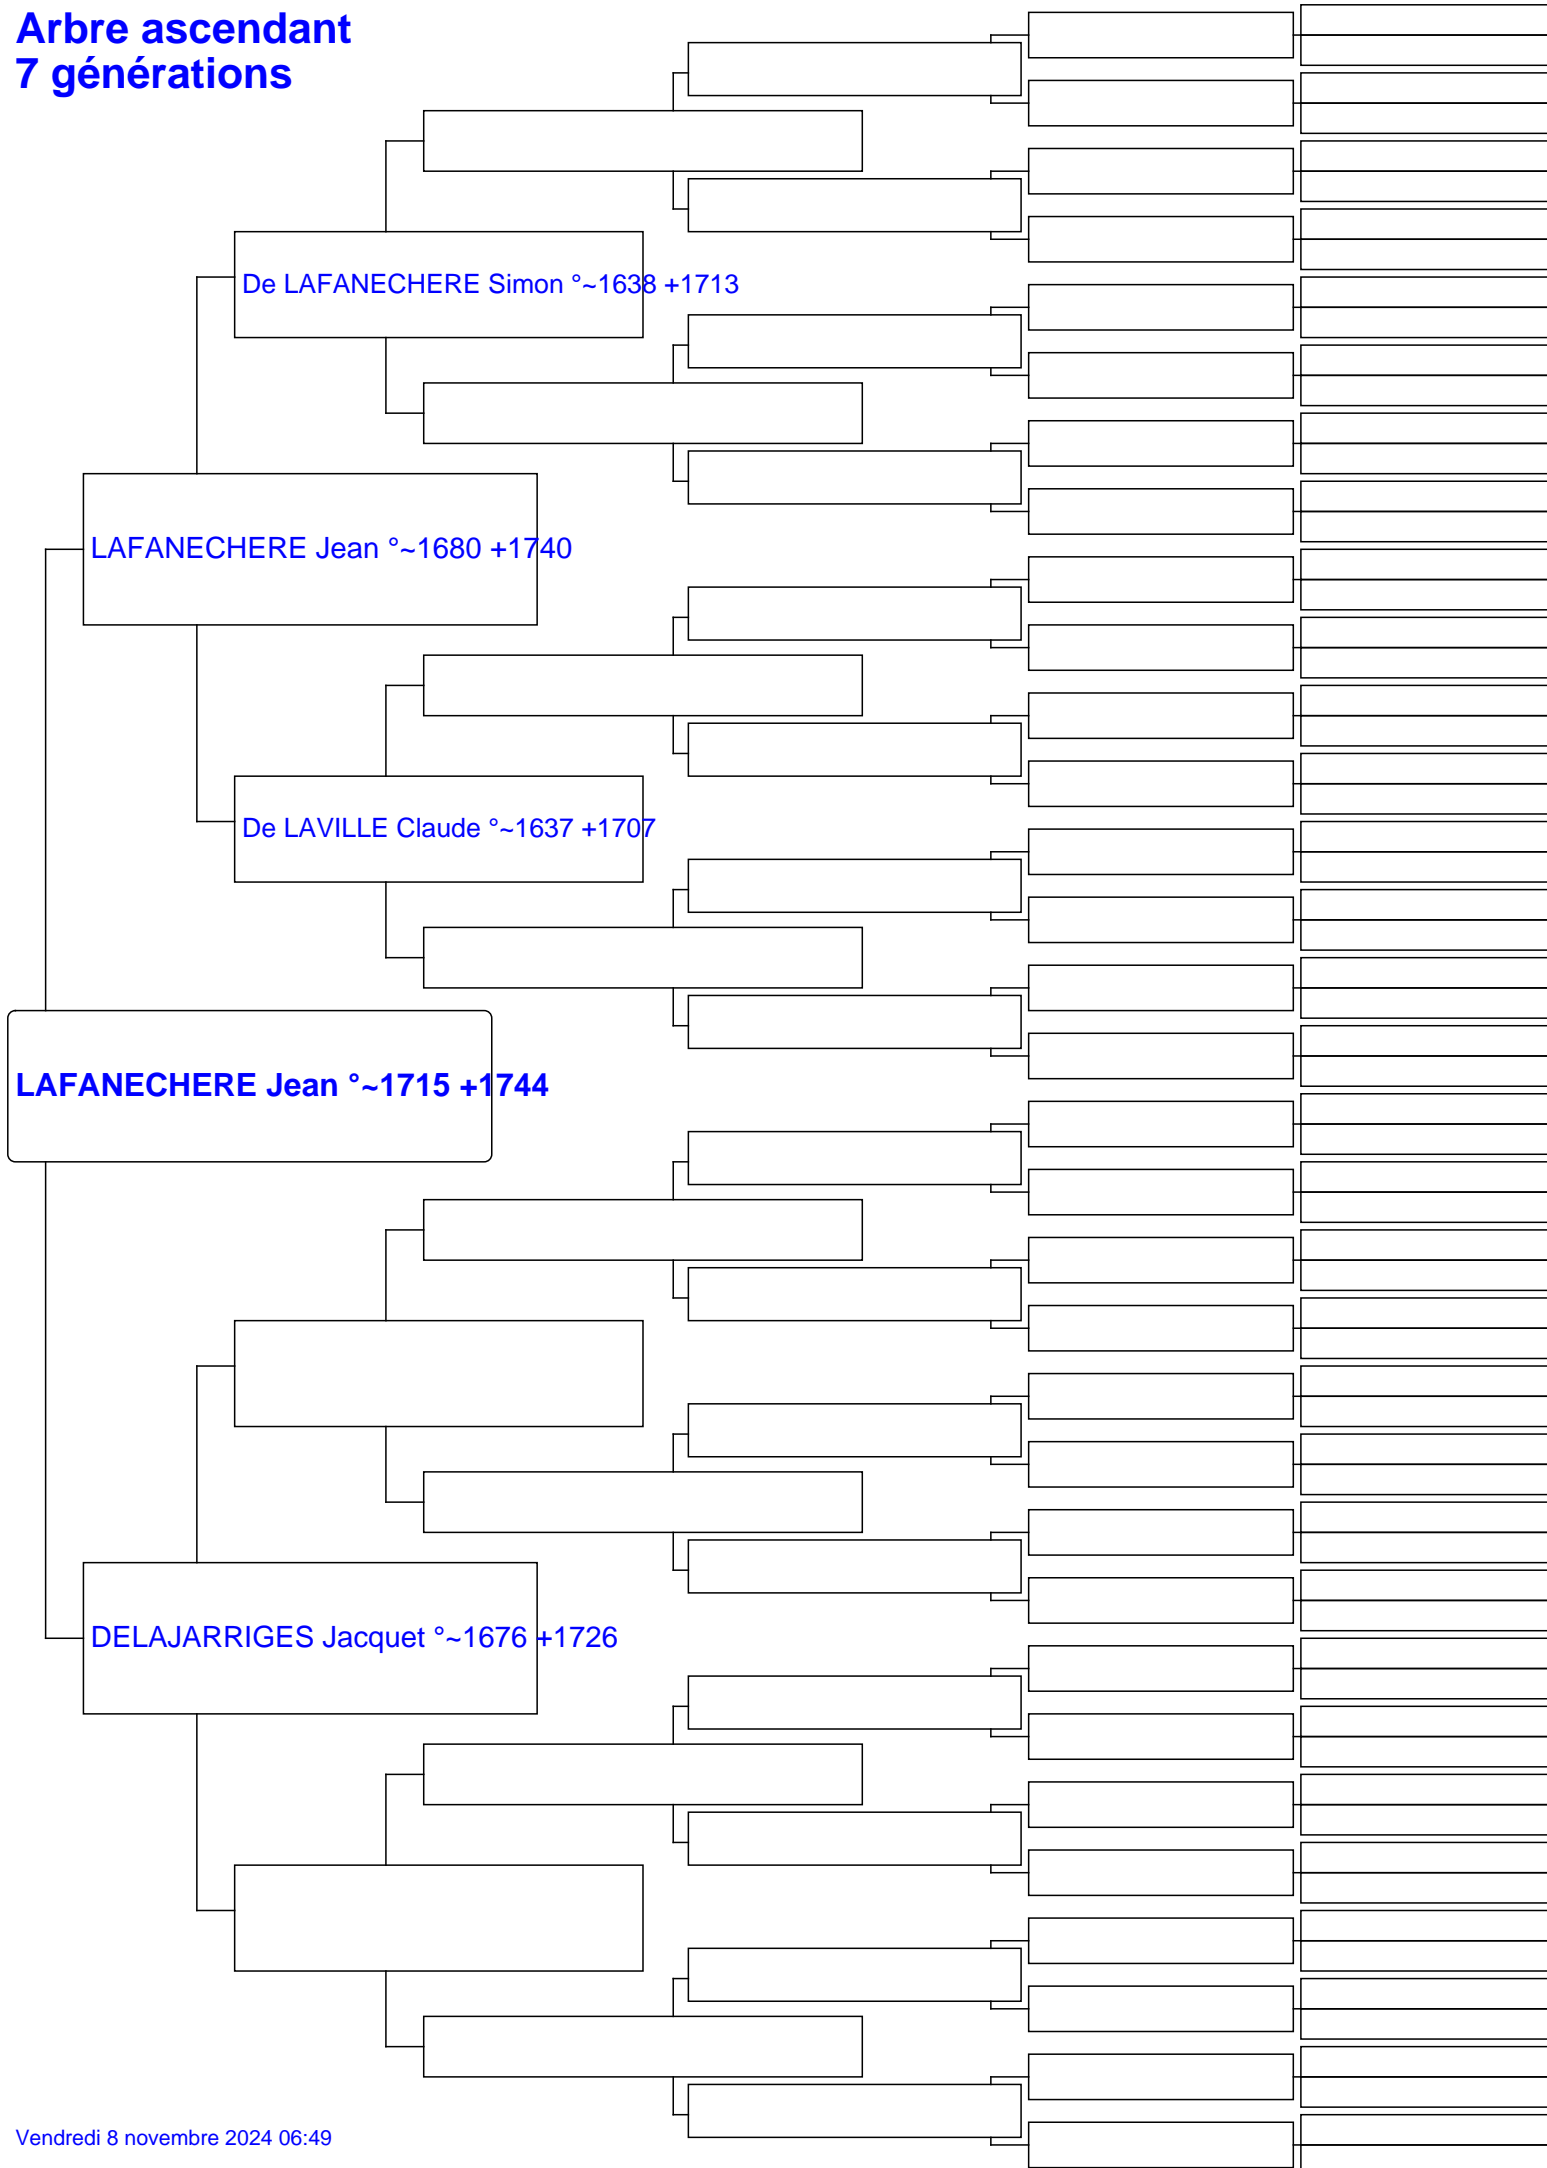 Arbre ascendant
7 générations
De LAFANECHERE Simon °~1638 +1713
LAFANECHERE Jean °~1680 +1740
De LAVILLE Claude °~1637 +1707
LAFANECHERE Jean °~1715 +1744
DELAJARRIGES Jacquet °~1676 +1726
Vendredi 8 novembre 2024 06:49